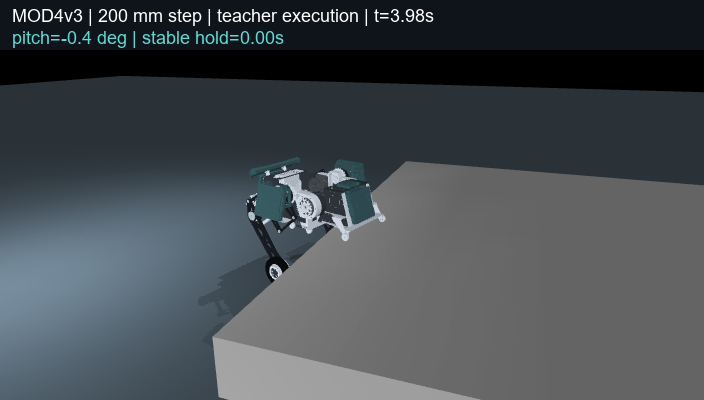 MOD4v3 | 200 mm step | teacher execution | t=3.98s
pitch=-0.4 deg | stable hold=0.00s